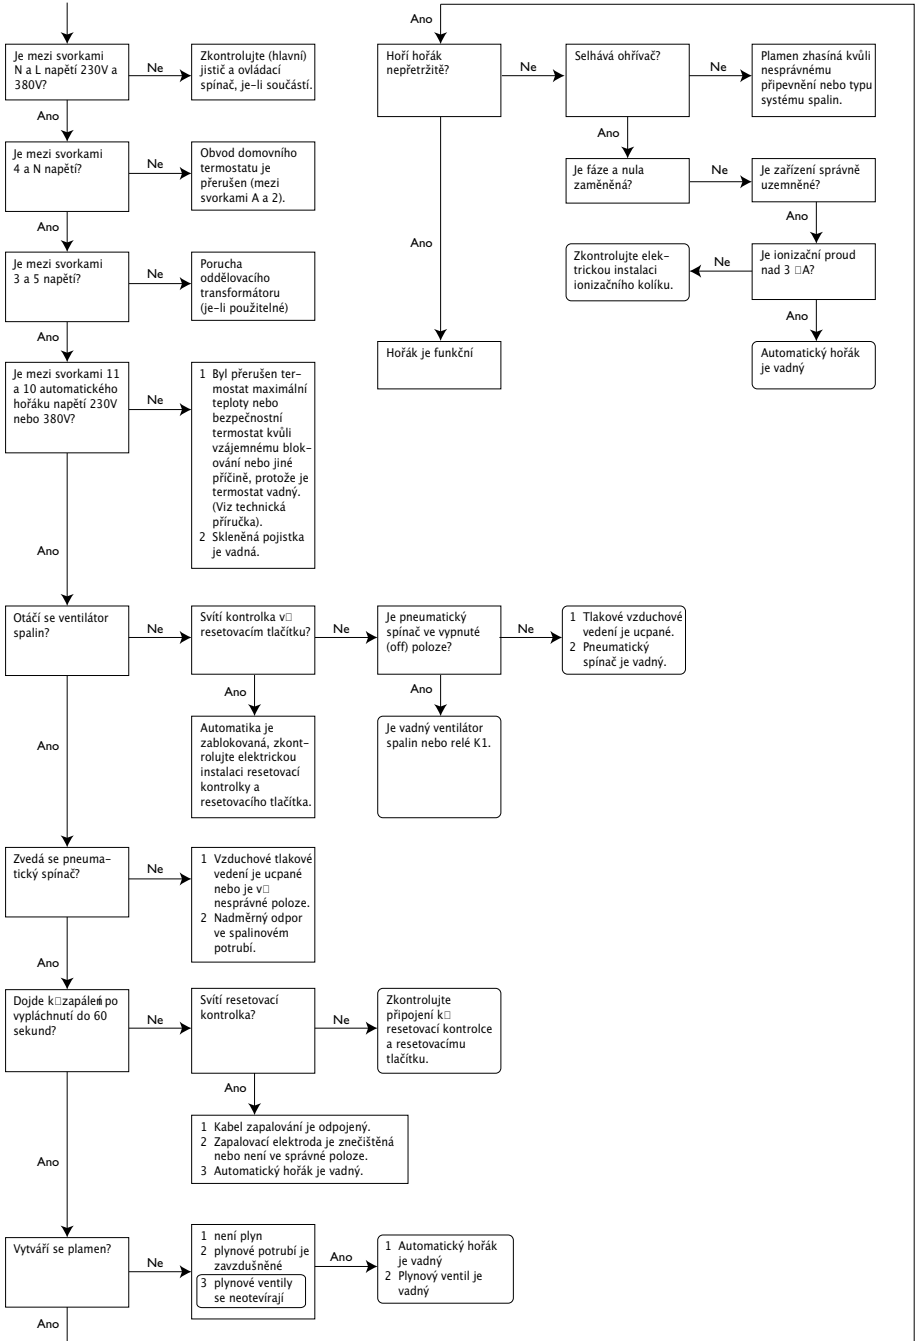 Je mezi svorkami
N a L napětí 230V a
380V?
Ne
Zkontrolujte (hlavní)
jistič a ovládací
spínač, je-li součástí.
Ano
Je mezi svorkami
4 a N napětí?
Ne
Obvod domovního
termostatu je
přerušen (mezi
svorkami A a 2).
Ano
Je mezi svorkami
3 a 5 napětí?
Ne
Porucha
oddělovacího
transformátoru
(je-li použitelné)
Ano
Je mezi svorkami 11
a 10 automatického
hořáku napětí 230V
nebo 380V?
Ne
1 Byl přerušen ter-
mostat maximální
teploty nebo
bezpečnostní
termostat kvůli
vzájemnému blok-
ování nebo jiné
příčině, protože je
termostat vadný.
(Viz technická
příručka).
2 Skleněná pojistka
je vadná.
Ano
Otáčí se ventilátor
spalin?
Ne
Svítí kontrolka v□
resetovacím tlačítku?
Ne
Je pneumatický
spínač ve vypnuté
(off) poloze?
Ne
1 Tlakové vzduchové
vedení je ucpané.
2 Pneumatický
spínač je vadný.
Ano
Automatika je
zablokovaná, zkont-
rolujte elektrickou
instalaci resetovací
kontrolky a
resetovacího tlačítka.
Ano
Je vadný ventilátor
spalin nebo relé K1.
Ano
Zvedá se pneuma-
tický spínač?
Ne
1 Vzduchové tlakové
vedení je ucpané
nebo je v□
nesprávné poloze.
2 Nadměrný odpor
ve spalinovém
potrubí.
Ano
Dojde k□zapálení po
vypláchnutí do 60
sekund?
Ne
Svítí resetovací
kontrolka?
Ne
Zkontrolujte
připojení k□
resetovací kontrolce
a resetovacímu
tlačítku.
Ano
1 Kabel zapalování je odpojený.
2 Zapalovací elektroda je znečištěná
nebo není ve správné poloze.
3 Automatický hořák je vadný.
Ano
Vytváří se plamen?
Ne
1 není plyn
2 plynové potrubí je
zavzdušněné
3 plynové ventily
se neotevírají
Ano
1 Automatický hořák
je vadný
2 Plynový ventil je
vadný
Ano
Ano
Hoří hořák
nepřetržitě?
Ne
Selhává ohřívač?
Ne
Plamen zhasíná kvůli
nesprávnému
připevnění nebo typu
systému spalin.
Ano
Je fáze a nula
zaměněná?
Ne
Je zařízení správně
uzemněné?
Ano
Je ionizační proud
nad 3 □A?
Ne
Zkontrolujte elek-
trickou instalaci
ionizačního kolíku.
Ano
Automatický hořák
je vadný
Ano
Hořák je funkční